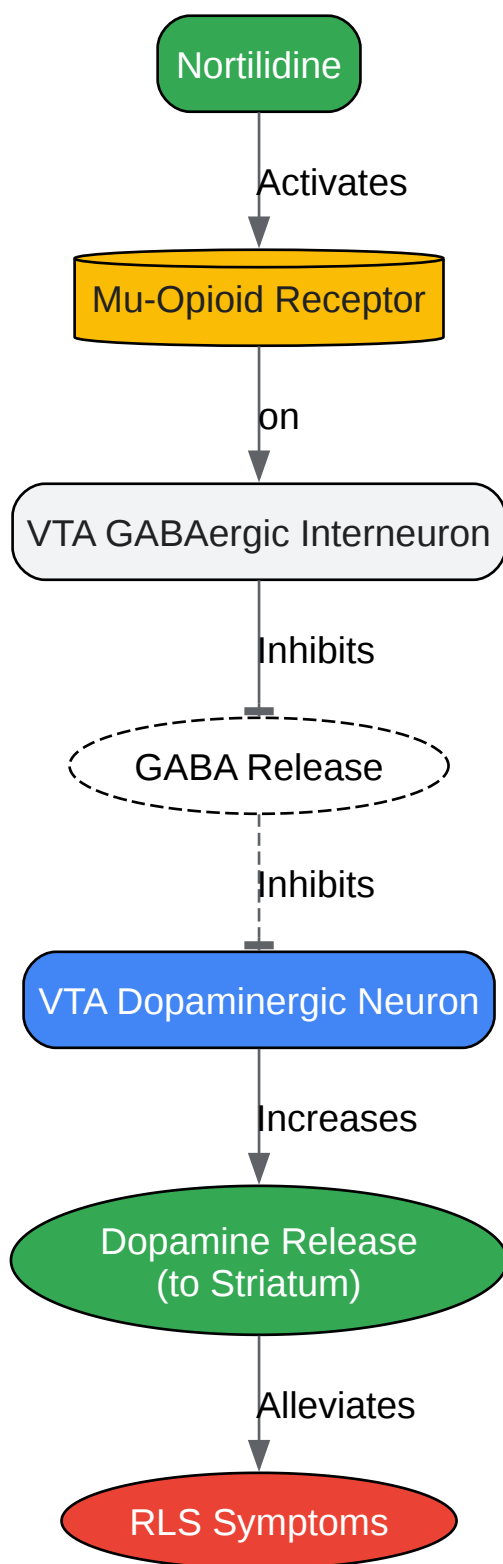 Nortilidine
Activates
Mu-Opioid Receptor
on
VTA GABAergic Interneuron
Inhibits
GABA Release
Inhibits
VTA Dopaminergic Neuron
Increases
Dopamine Release
(to Striatum)
Alleviates
RLS Symptoms